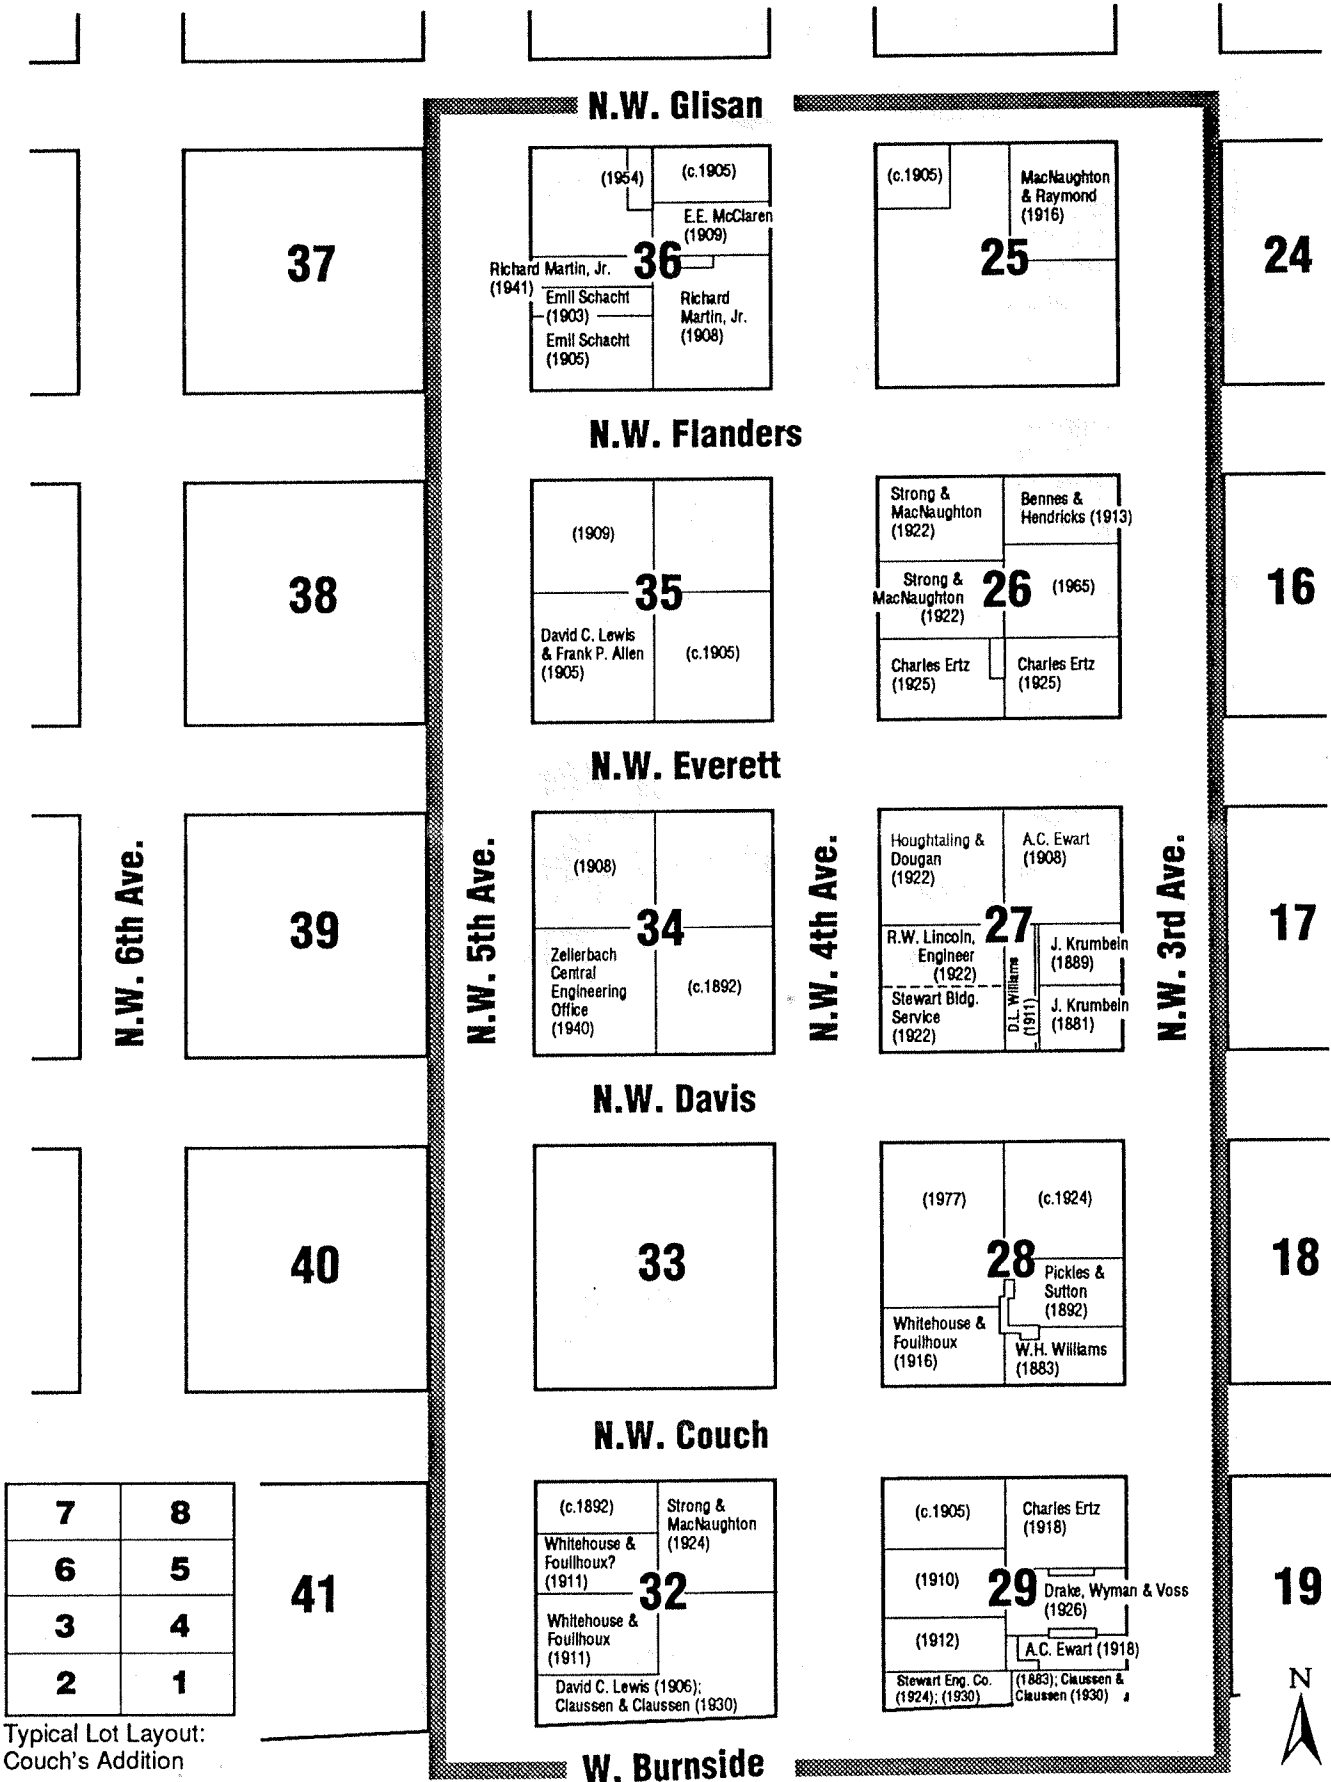 N.W. Glisan
37
(1954)
(c.1905)
E.E. McClaren
(1909)
36
Richard Martin, Jr.
(1941)
Emil Schacht
(1903)
Emil Schacht
(1905)
Richard
Martin, Jr.
(1908)
(c.1905)
MacNaughton
& Raymond
(1916)
25
24
N.W. Flanders
38
(1909)
35
David C. Lewis
& Frank P. Allen
(1905)
(c.1905)
Strong &
MacNaughton
(1922)
Bennes &
Hendricks (1913)
Strong &
MacNaughton
(1922)
26
(1965)
Charles Ertz
(1925)
Charles Ertz
(1925)
16
N.W. Everett
N.W. 6th Ave.
39
N.W. 5th Ave.
(1908)
34
Zellerbach
Central
Engineering
Office
(1940)
(c.1892)
N.W. 4th Ave.
Houghtaling &
Dougan
(1922)
A.C. Ewart
(1908)
27
R.W. Lincoln,
Engineer
(1922)
Stewart Bldg.
Service
(1922)
D.L. Williams
(1911)
J. Krumbein
(1889)
J. Krumbein
(1881)
N.W. 3rd Ave.
17
N.W. Davis
40
33
(1977)
(c.1924)
28
Pickles &
Sutton
(1892)
Whitehouse &
Fouilhoux
(1916)
W.H. Williams
(1883)
18
N.W. Couch
7 8
6 5
3 4
2 1
Typical Lot Layout:
Couch's Addition
41
(c.1892)
Strong &
MacNaughton
(1924)
Whitehouse &
Fouilhoux?
(1911)
32
Whitehouse &
Fouilhoux
(1911)
David C. Lewis (1906);
Claussen & Claussen (1930)
(c.1905)
Charles Ertz
(1918)
(1910)
29
Drake, Wyman & Voss
(1926)
(1912)
A.C. Ewart (1918)
Stewart Eng. Co.
(1924); (1930)
(1883); Claussen &
Claussen (1930)
19
N
W. Burnside